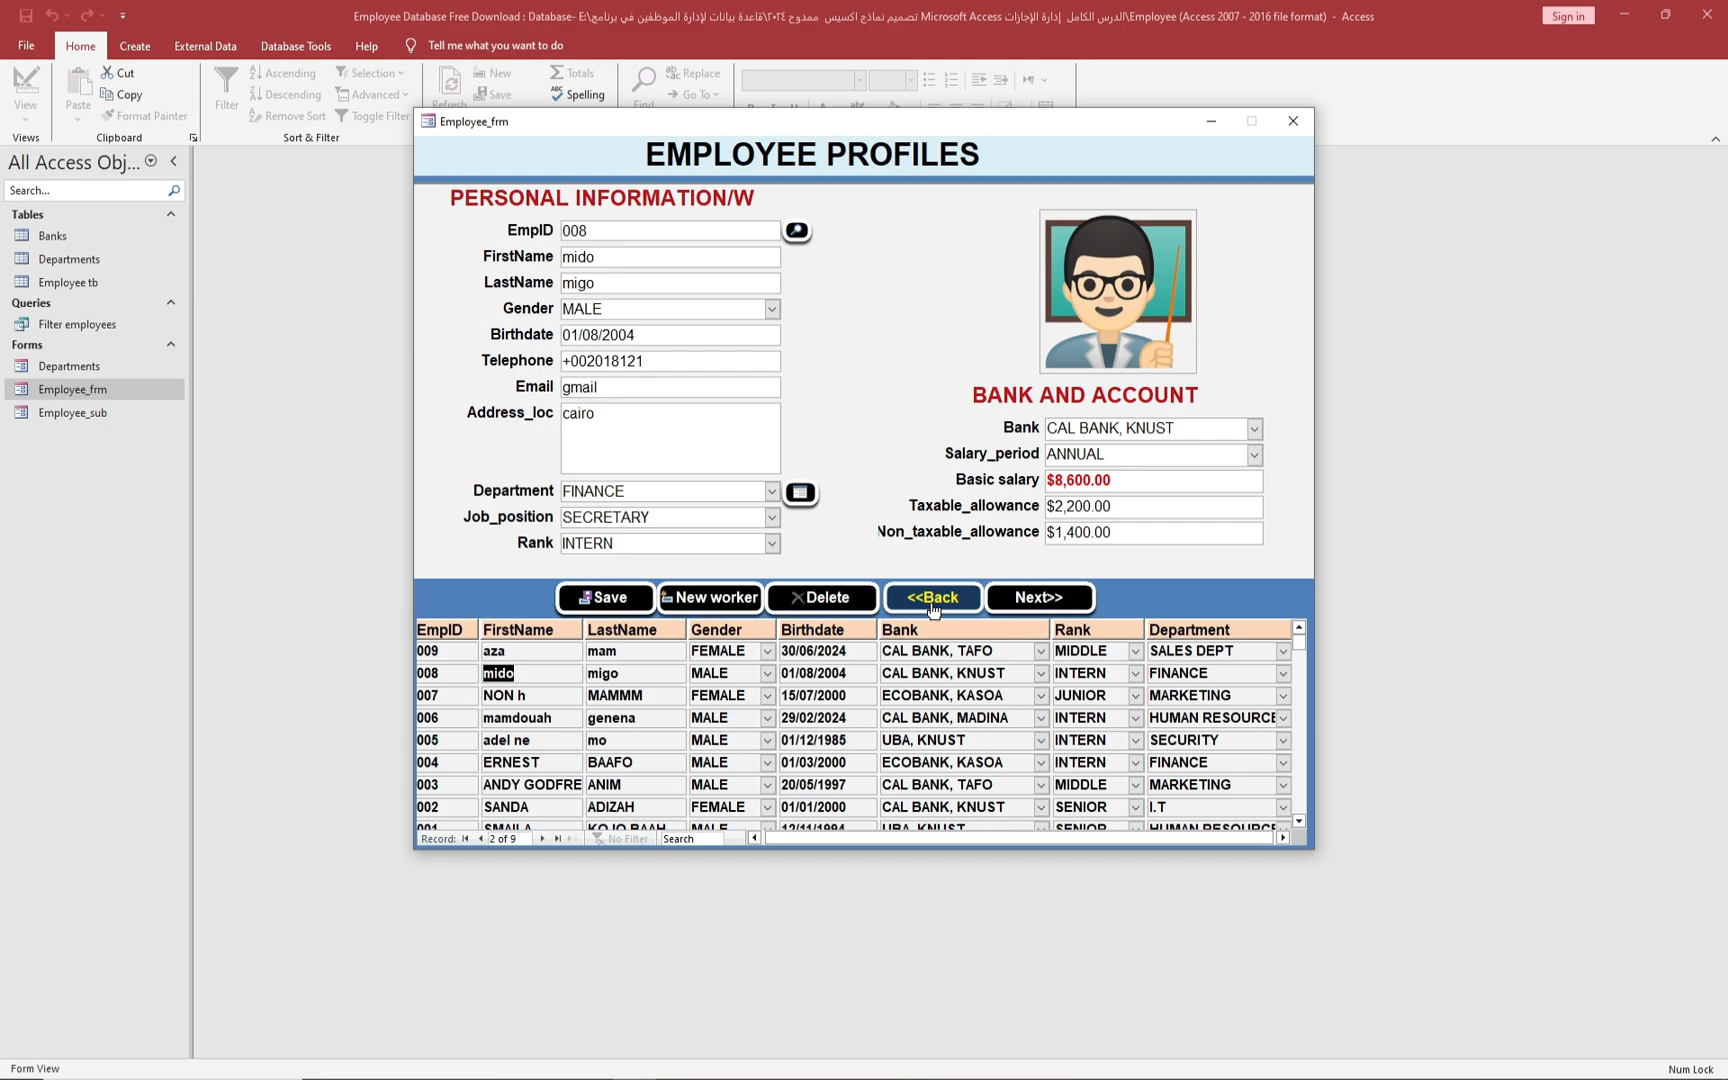 Employee Database Free Download : Database- E:\قاعدة بيانات لإدارة الموظفين في برنامج\٢٠٢٤ تصميم نماذج اكسيس ممدوح Microsoft Access إدارة الإجازات\الدرس الكامل\Employee (Access 2007 - 2016 file format) - Access
Sign in
File Home Create External Data Database Tools Help Tell me what you want to do
View
Paste
Cut
Copy
Format Painter
Filter
Ascending
Descending
Remove Sort
Selection
Advanced
Toggle Filter
Refresh
New
Save
Totals
Spelling
Find
Replace
Go To
Views Clipboard Sort & Filter
All Access Obj...
Search...
Tables
Banks
Departments
Employee tb
Queries
Filter employees
Forms
Departments
Employee_frm
Employee_sub
Employee_frm
EMPLOYEE PROFILES
PERSONAL INFORMATION/W
EmpID 008
FirstName mido
LastName migo
Gender MALE
Birthdate 01/08/2004
Telephone +002018121
Email gmail
Address_loc cairo
Department FINANCE
Job_position SECRETARY
Rank INTERN
BANK AND ACCOUNT
Bank CAL BANK, KNUST
Salary_period ANNUAL
Basic salary $8,600.00
Taxable_allowance $2,200.00
Non_taxable_allowance $1,400.00
Save New worker Delete <<Back Next>>
EmpID FirstName LastName Gender Birthdate Bank Rank Department
009 aza mam FEMALE 30/06/2024 CAL BANK, TAFO MIDDLE SALES DEPT
008 mido migo MALE 01/08/2004 CAL BANK, KNUST INTERN FINANCE
007 NON h MAMMM FEMALE 15/07/2000 ECOBANK, KASOA JUNIOR MARKETING
006 mamdouah genena MALE 29/02/2024 CAL BANK, MADINA INTERN HUMAN RESOURCE
005 adel ne mo MALE 01/12/1985 UBA, KNUST INTERN SECURITY
004 ERNEST BAAFO MALE 01/03/2000 ECOBANK, KASOA INTERN FINANCE
003 ANDY GODFRE ANIM MALE 20/05/1997 CAL BANK, TAFO MIDDLE MARKETING
002 SANDA ADIZAH FEMALE 01/01/2000 CAL BANK, KNUST SENIOR I.T
001 SMAILA KOJO BAAH MALE 12/11/1994 UBA, KNUST SENIOR HUMAN RESOURCE
Record: 2 of 9 No Filter Search
Form View
Num Lock